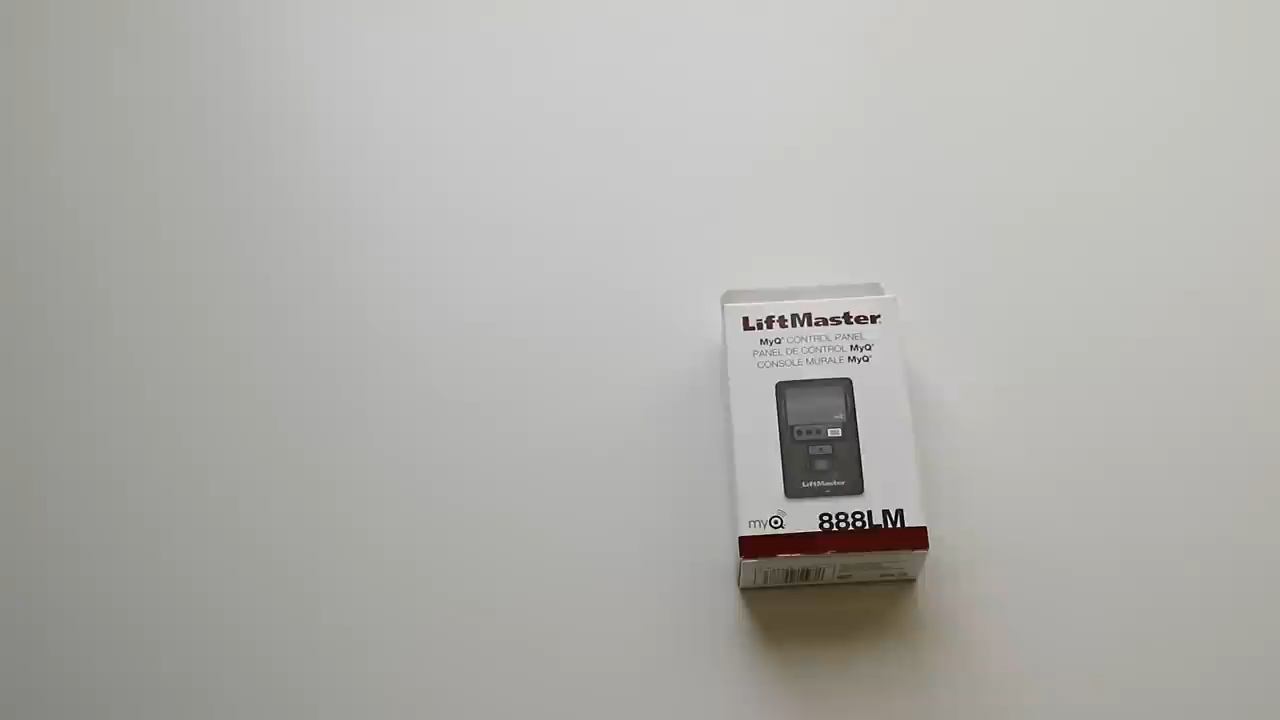 LiftMaster
MyQ® CONTROL PANEL
PANEL DE CONTROL MyQ®
CONSOLE MURALE MyQ®
LiftMaster
myQ 888LM